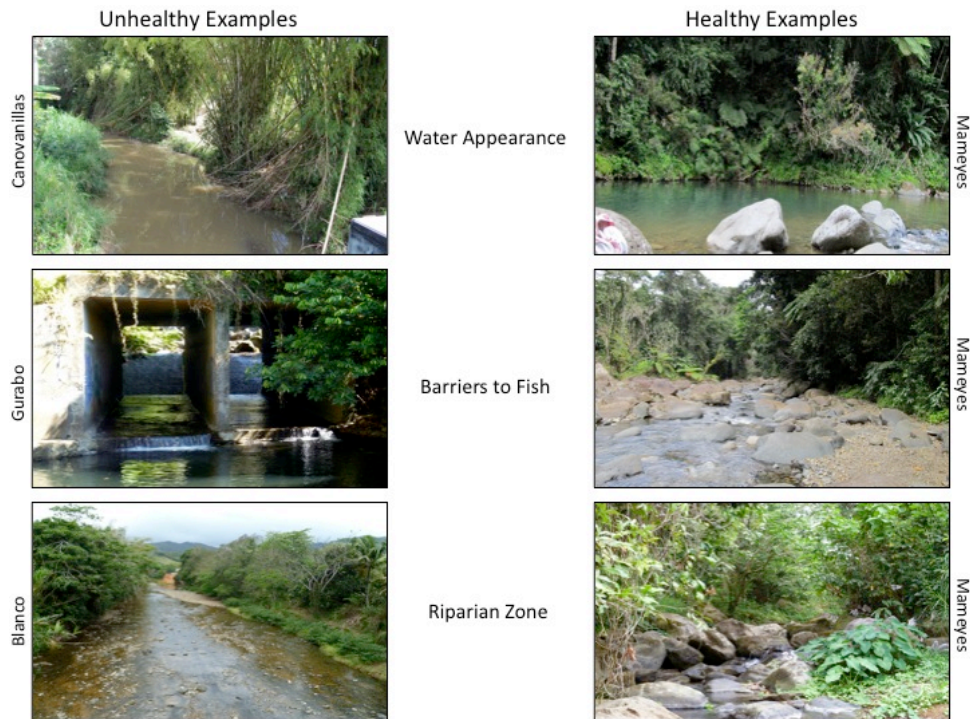 Unhealthy Examples
Healthy Examples
Canovanillas
Water Appearance
Mameyes
Gurabo
Barriers to Fish
Mameyes
Blanco
Riparian Zone
Mameyes